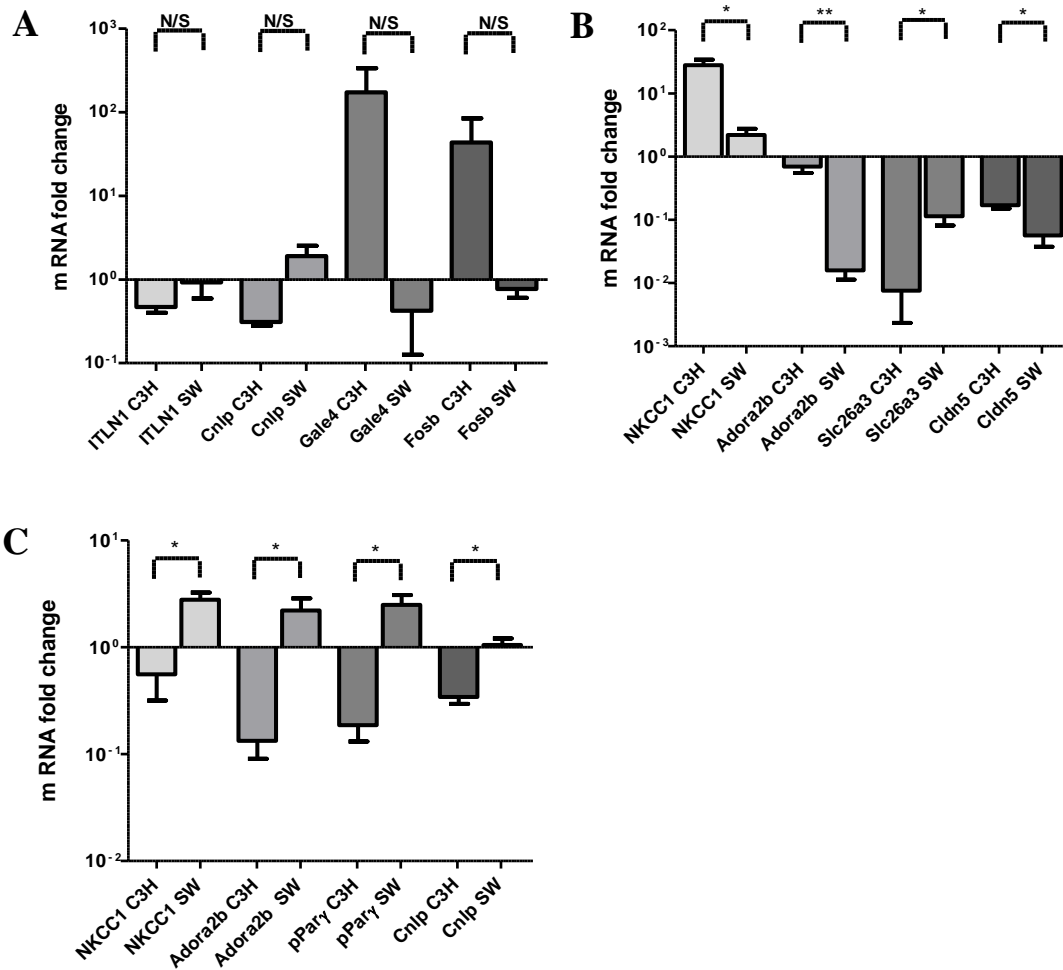 A
N/S N/S N/S N/S
m RNA fold change
10³
10²
10¹
10⁰
10⁻¹
ITLN1 C3H
ITLN1 SW
Cnlp C3H
Cnlp SW
Gale4 C3H
Gale4 SW
Fosb C3H
Fosb SW
B
* ** * *
m RNA fold change
10²
10¹
10⁰
10⁻¹
10⁻²
10⁻³
NKCC1 C3H
NKCC1 SW
Adora2b C3H
Adora2b SW
Slc26a3 C3H
Slc26a3 SW
Cldn5 C3H
Cldn5 SW
C
* * * *
m RNA fold change
10¹
10⁰
10⁻¹
10⁻²
NKCC1 C3H
NKCC1 SW
Adora2b C3H
Adora2b SW
pParγ C3H
pParγ SW
Cnlp C3H
Cnlp SW